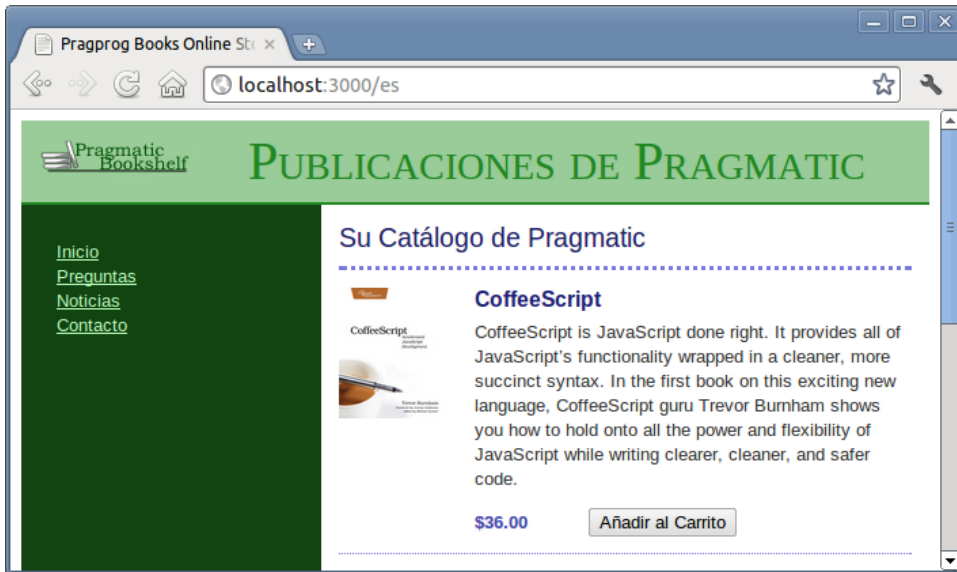 Pragprog Books Online Sto
localhost:3000/es
Pragmatic
Bookshelf
PUBLICACIONES DE PRAGMATIC
Inicio
Preguntas
Noticias
Contacto
Su Catálogo de Pragmatic
CoffeeScript
CoffeeScript
CoffeeScript is JavaScript done right. It provides all of
JavaScript's functionality wrapped in a cleaner, more
succinct syntax. In the first book on this exciting new
language, CoffeeScript guru Trevor Burnham shows
you how to hold onto all the power and flexibility of
JavaScript while writing clearer, cleaner, and safer
code.
$36.00
Añadir al Carrito